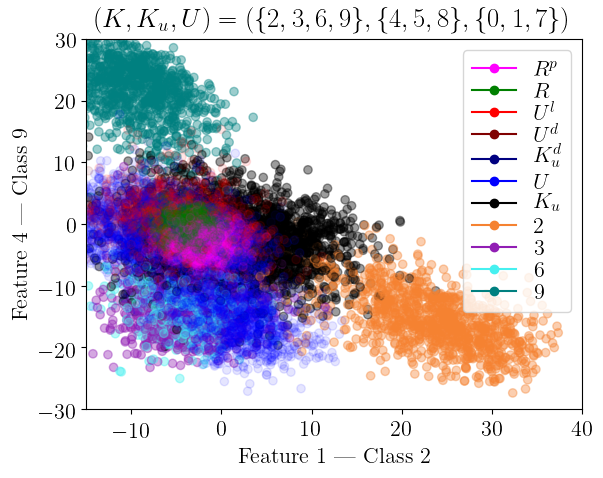 (K, K_u, U) = ({2, 3, 6, 9}, {4, 5, 8}, {0, 1, 7})
30
20
10
0
−10
−20
−30
Feature 4 — Class 9
R^p
R
U^l
U^d
K_u^d
U
K_u
2
3
6
9
−10
0
10
20
30
40
Feature 1 — Class 2